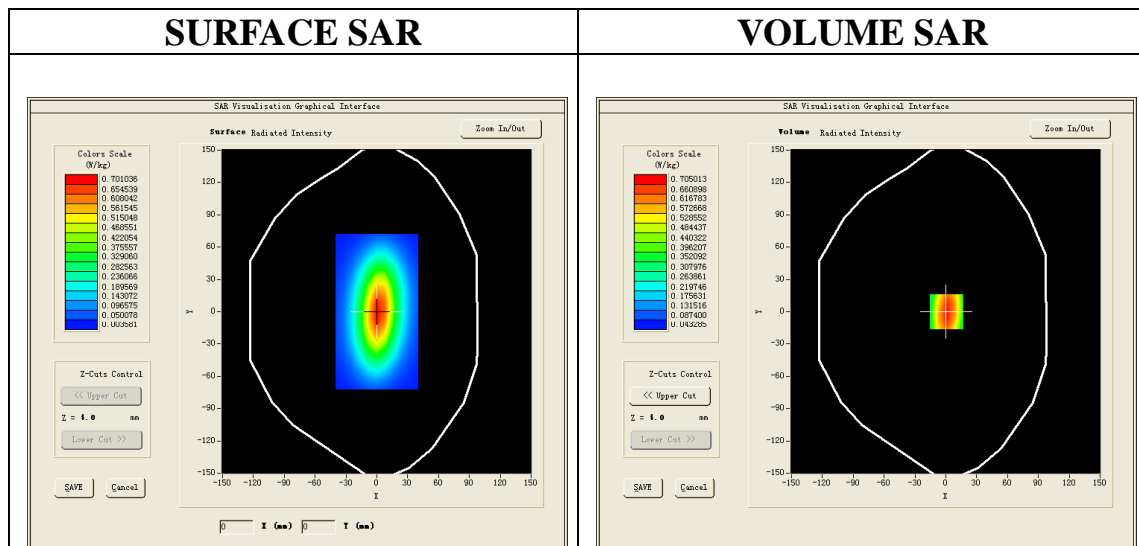 SURFACE SAR
VOLUME SAR
SAR Visualisation Graphical Interface
Surface Radiated Intensity
Zoom In/Out
Colors Scale
(W/kg)
0.701036
0.654539
0.608042
0.561545
0.515048
0.468551
0.422054
0.375557
0.329060
0.282563
0.236066
0.189569
0.143072
0.096575
0.050078
0.003581
150
120
90
60
30
0
-30
-60
-90
-120
-150
Y
-150 -120 -90 -60 -30 0 30 60 90 120 150
X
Z-Cuts Control
<< Upper Cut
Z = 4.0 mm
Lower Cut >>
SAVE Cancel
0 X (mm) 0 Y (mm)
SAR Visualisation Graphical Interface
Volume Radiated Intensity
Zoom In/Out
Colors Scale
(W/kg)
0.705013
0.660898
0.616783
0.572668
0.528552
0.484437
0.440322
0.396207
0.352092
0.307976
0.263861
0.219746
0.175631
0.131516
0.087400
0.043285
150
120
90
60
30
0
-30
-60
-90
-120
-150
Y
-150 -120 -90 -60 -30 0 30 60 90 120 150
X
Z-Cuts Control
<< Upper Cut
Z = 4.0 mm
Lower Cut >>
SAVE Cancel